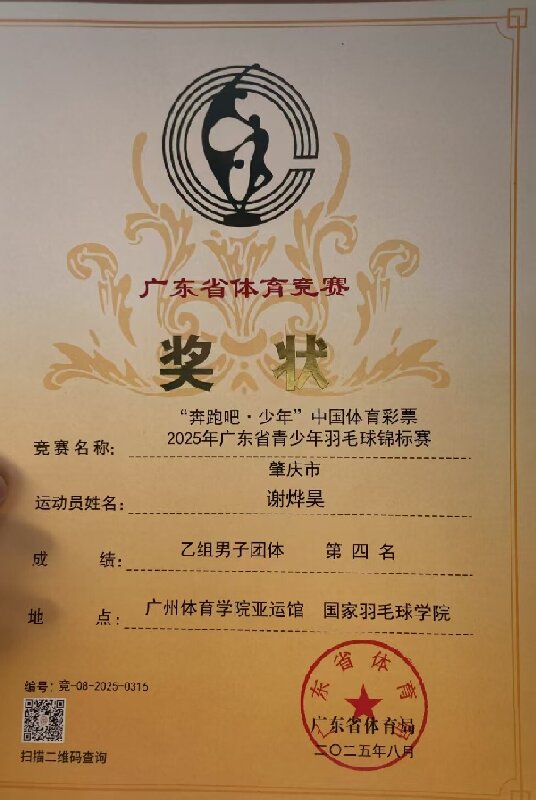 广东省体育竞赛
奖 状
“奔跑吧·少年”中国体育彩票
竞赛名称: 2025年广东省青少年羽毛球锦标赛
肇庆市
运动员姓名: 谢烨昊
成 绩: 乙组男子团体 第四名
地 点: 广州体育学院亚运馆 国家羽毛球学院
编号: 竞-08-2025-0315
扫描二维码查询
广东省体育局
广东省体育局
二〇二五年八月